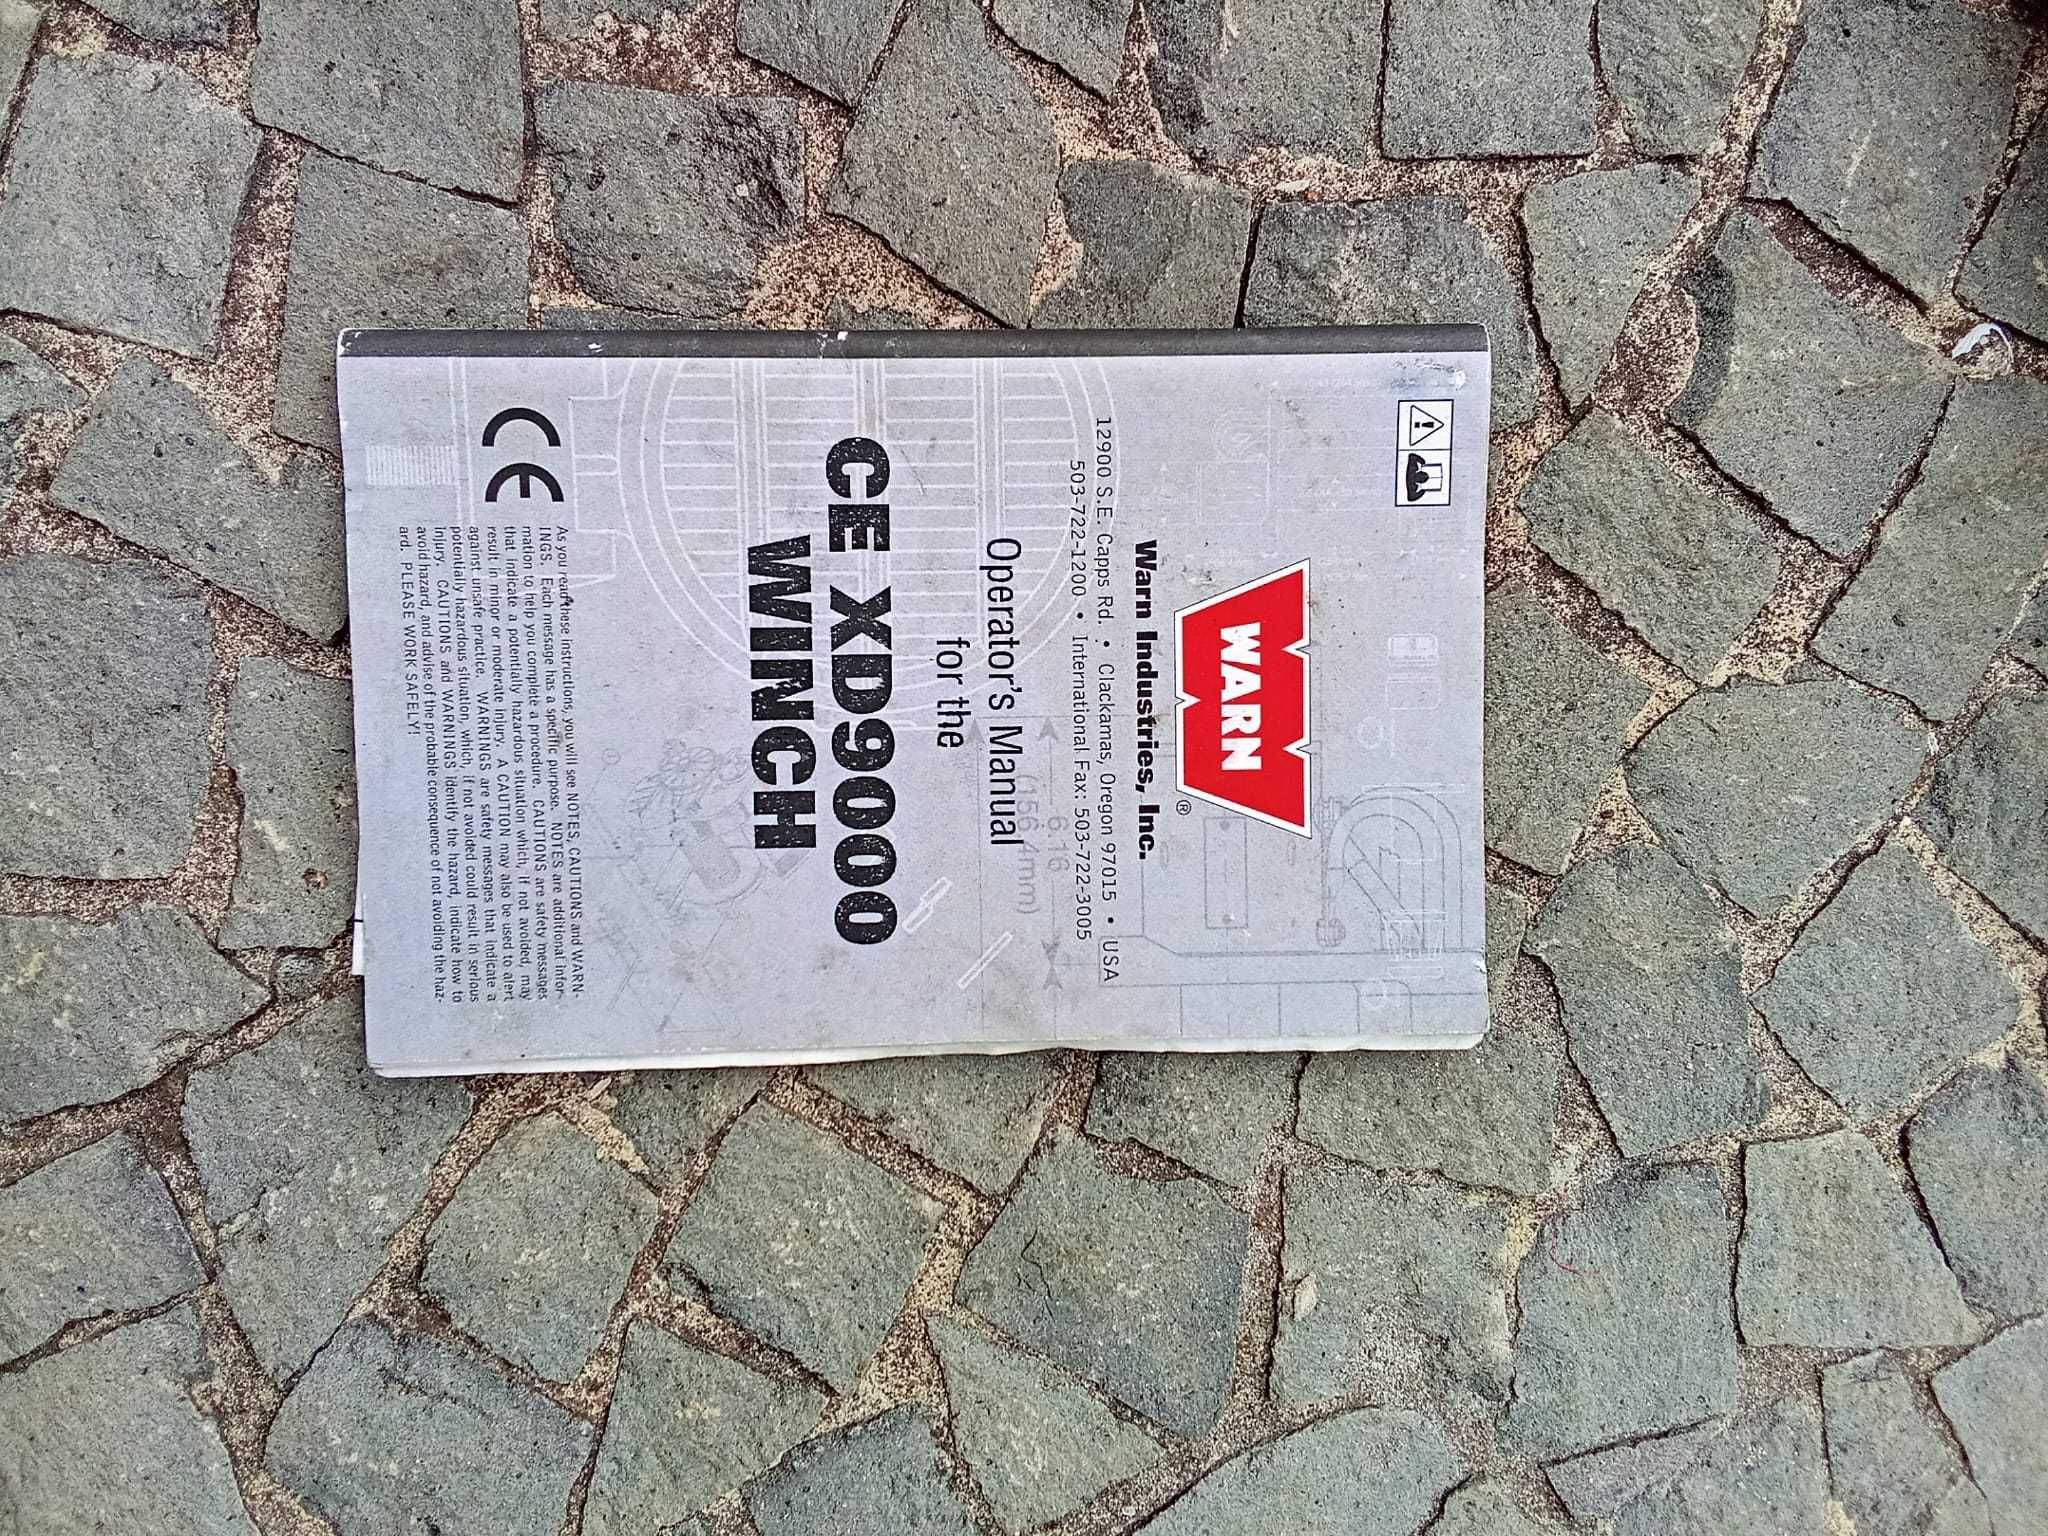 WARN
®
Warn Industries, Inc.
12900 S.E. Capps Rd. • Clackamas, Oregon 97015 • USA
503-722-1200 • International Fax: 503-722-3005
6.16
(156.4mm)
Operator's Manual
for the
CE XD9000
WINCH
CE
As you read these instructions, you will see NOTES, CAUTIONS and WARN-
INGS. Each message has a specific purpose. NOTES are additional infor-
mation to help you complete a procedure. CAUTIONS are safety messages
that indicate a potentially hazardous situation which, if not avoided, may
result in minor or moderate injury. A CAUTION may also be used to alert
against unsafe practice. WARNINGS are safety messages that indicate a
potentially hazardous situation, which, if not avoided could result in serious
injury. CAUTIONS and WARNINGS identify the hazard, indicate how to
avoid hazard, and advise of the probable consequence of not avoiding the haz-
ard. PLEASE WORK SAFELY!